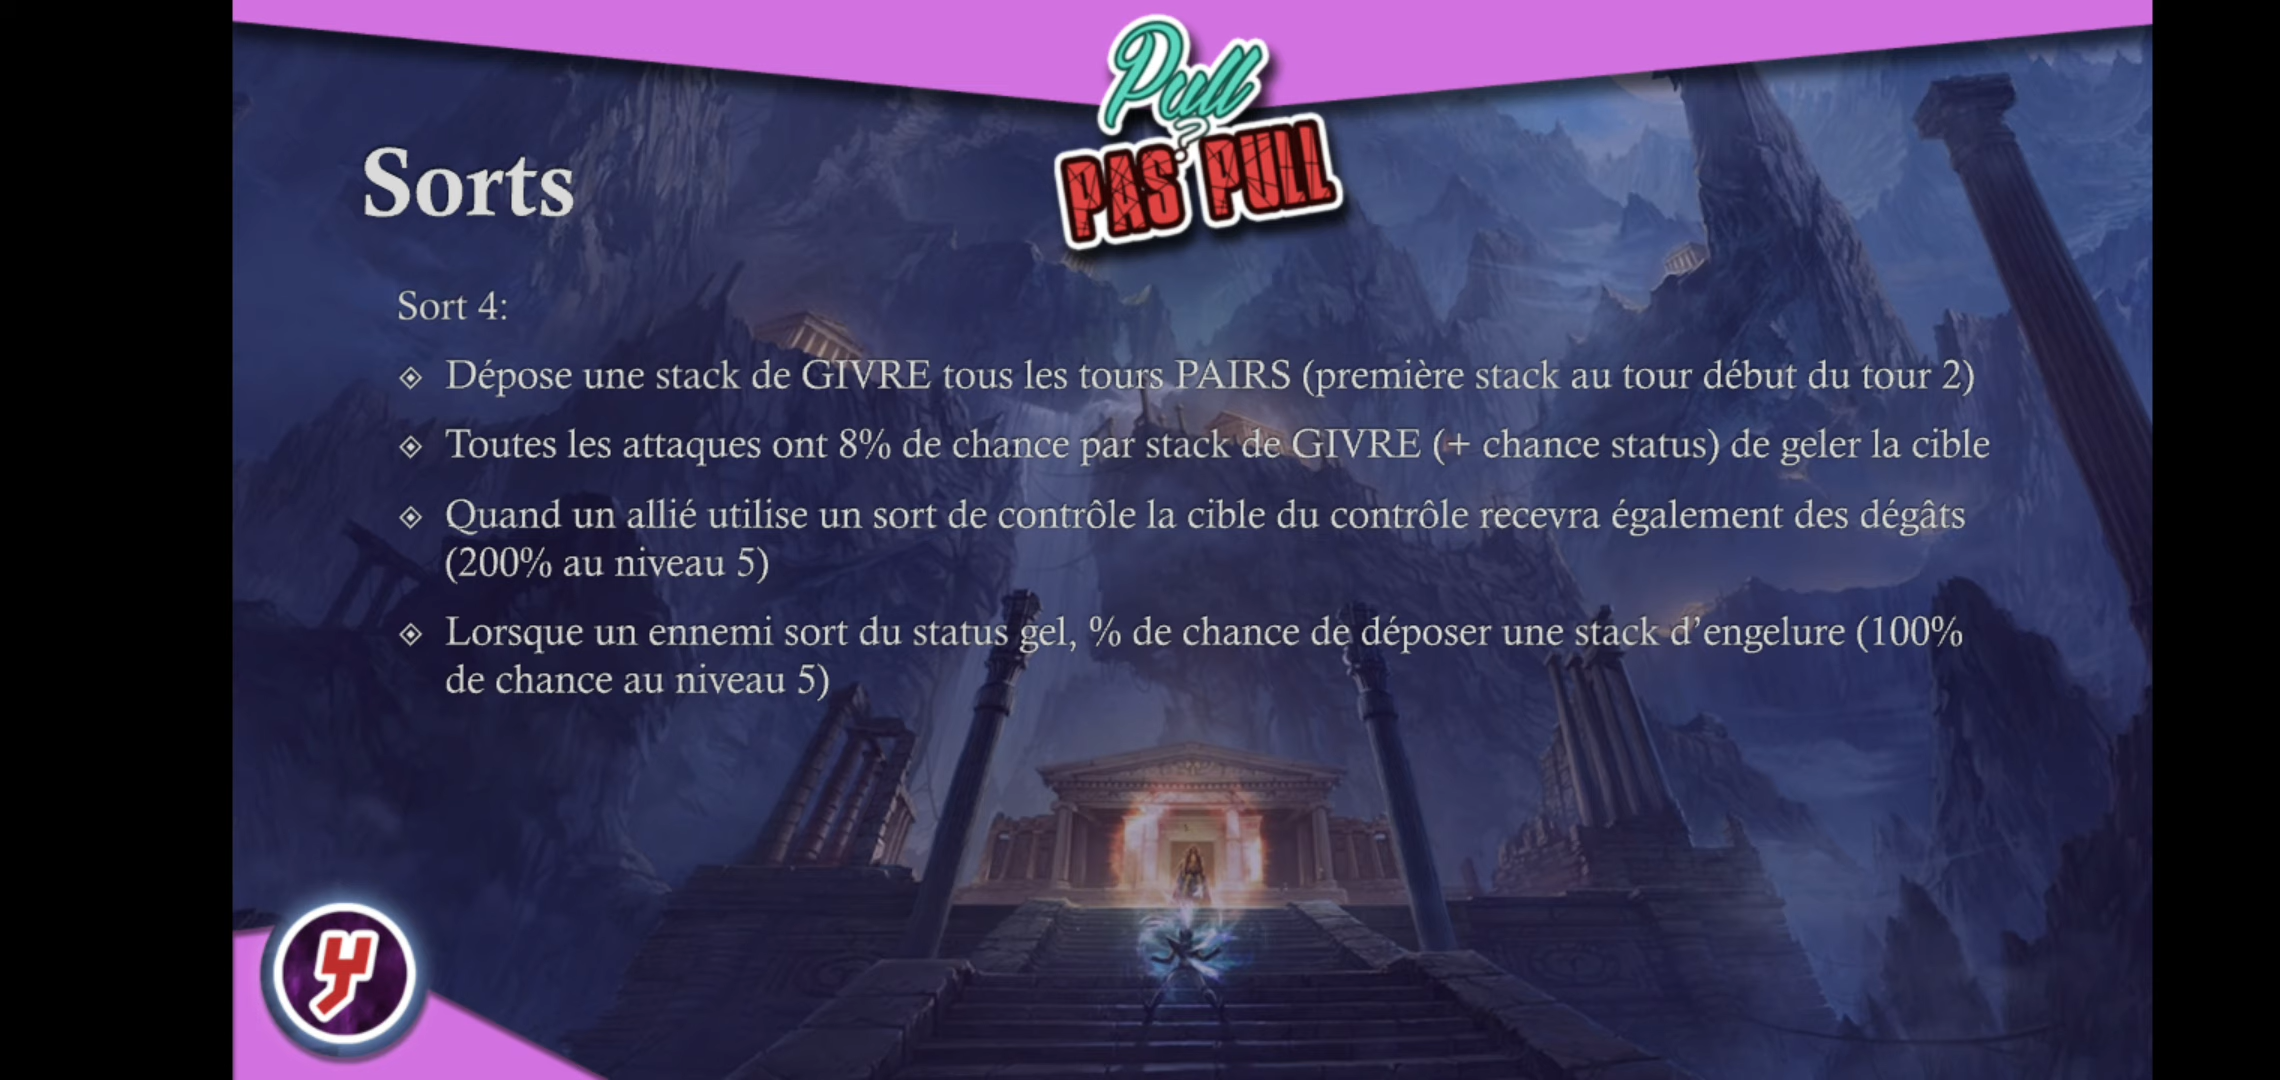 Pull
?
PAS PULL
Sorts
Sort 4:
Dépose une stack de GIVRE tous les tours PAIRS (première stack au tour début du tour 2)
Toutes les attaques ont 8% de chance par stack de GIVRE (+ chance status) de geler la cible
Quand un allié utilise un sort de contrôle la cible du contrôle recevra également des dégâts
(200% au niveau 5)
Lorsque un ennemi sort du status gel, % de chance de déposer une stack d’engelure (100%
de chance au niveau 5)
y